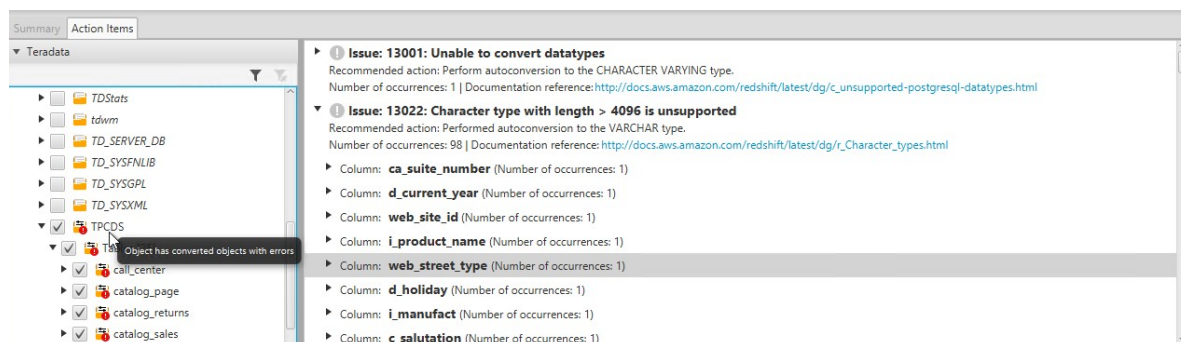 Summary Action Items
Teradata
TDStats
tdwm
TD_SERVER_DB
TD_SYSFNLIB
TD_SYSGPL
TD_SYSXML
TPCDS
Object has converted objects with errors
call_center
catalog_page
catalog_returns
catalog_sales
Issue: 13001: Unable to convert datatypes
Recommended action: Perform autoconversion to the CHARACTER VARYING type.
Number of occurrences: 1 | Documentation reference: http://docs.aws.amazon.com/redshift/latest/dg/c_unsupported-postgresql-datatypes.html
Issue: 13022: Character type with length > 4096 is unsupported
Recommended action: Performed autoconversion to the VARCHAR type.
Number of occurrences: 98 | Documentation reference: http://docs.aws.amazon.com/redshift/latest/dg/r_Character_types.html
Column: ca_suite_number (Number of occurrences: 1)
Column: d_current_year (Number of occurrences: 1)
Column: web_site_id (Number of occurrences: 1)
Column: i_product_name (Number of occurrences: 1)
Column: web_street_type (Number of occurrences: 1)
Column: d_holiday (Number of occurrences: 1)
Column: i_manufact (Number of occurrences: 1)
Column: c_salutation (Number of occurrences: 1)